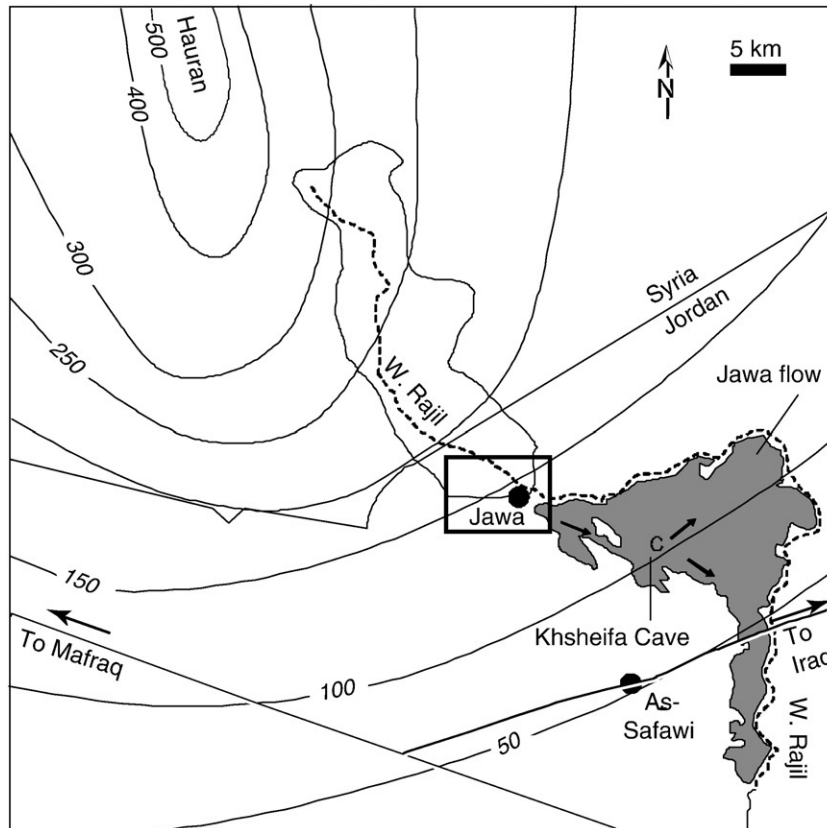 Hauran
500
400
300
250
150
100
50
N
5 km
Syria
Jordan
W. Rajil
Jawa flow
Jawa
C
Khsheifa Cave
To Mafraq
To
Iraq
As-
Safawi
W. Rajil